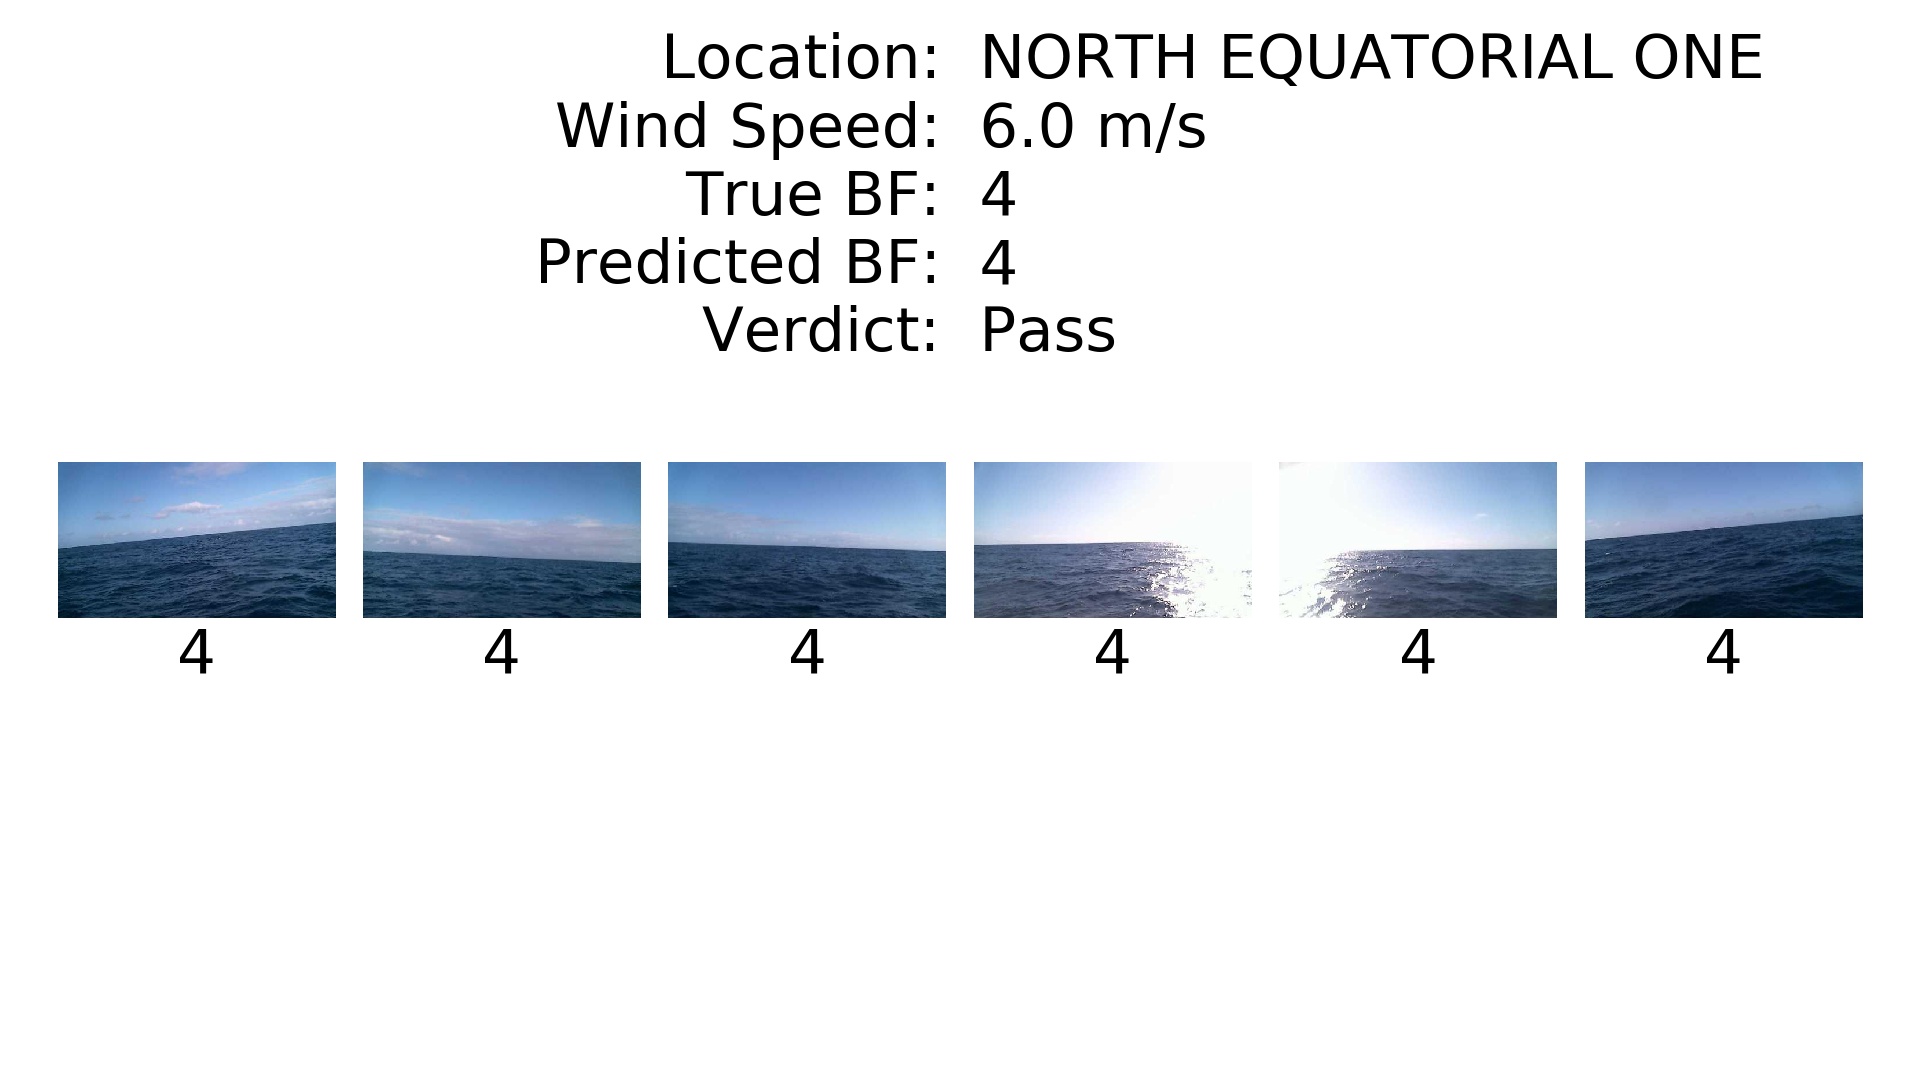 Location: NORTH EQUATORIAL ONE
Wind Speed: 6.0 m/s
True BF: 4
Predicted BF: 4
Verdict: Pass
4 4 4 4 4 4